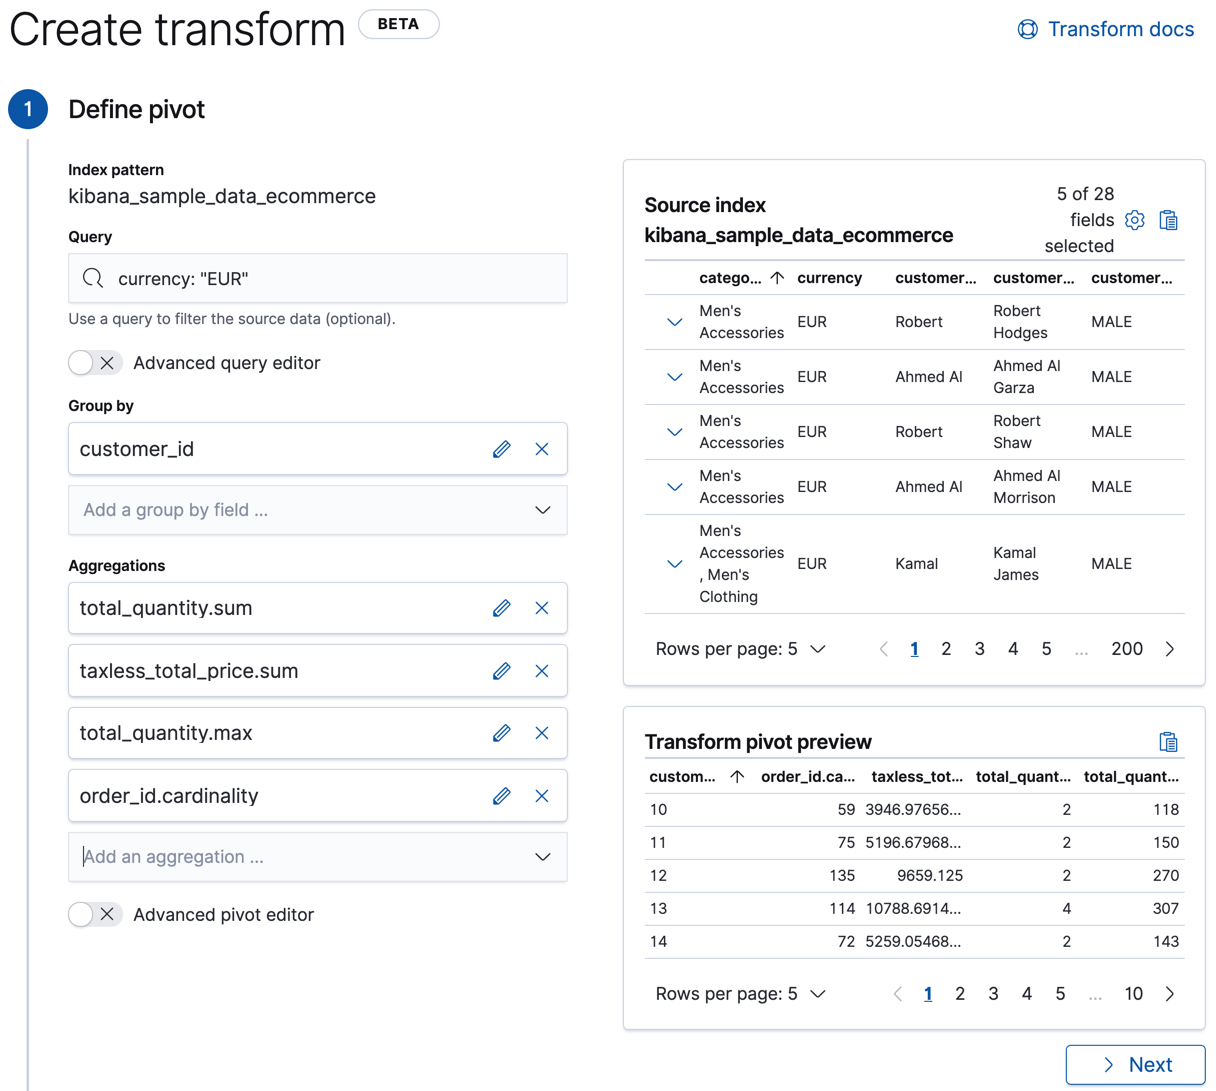 Create transform BETA
Transform docs
1 Define pivot
Index pattern
kibana_sample_data_ecommerce
Query
currency: "EUR"
Use a query to filter the source data (optional).
Advanced query editor
Group by
customer_id
Add a group by field ...
Aggregations
total_quantity.sum
taxless_total_price.sum
total_quantity.max
order_id.cardinality
Add an aggregation ...
Advanced pivot editor
Source index
kibana_sample_data_ecommerce
5 of 28
fields
selected
catego... currency customer... customer... customer...
Men's
Accessories EUR Robert Robert
Hodges MALE
Men's
Accessories EUR Ahmed Al Ahmed Al
Garza MALE
Men's
Accessories EUR Robert Robert
Shaw MALE
Men's
Accessories EUR Ahmed Al Ahmed Al
Morrison MALE
Men's
Accessories
, Men's
Clothing EUR Kamal Kamal
James MALE
Rows per page: 5 1 2 3 4 5 ... 200
Transform pivot preview
custom... order_id.ca... taxless_tot... total_quant... total_quant...
10 59 3946.97656... 2 118
11 75 5196.67968... 2 150
12 135 9659.125 2 270
13 114 10788.6914... 4 307
14 72 5259.05468... 2 143
Rows per page: 5 1 2 3 4 5 ... 10
Next